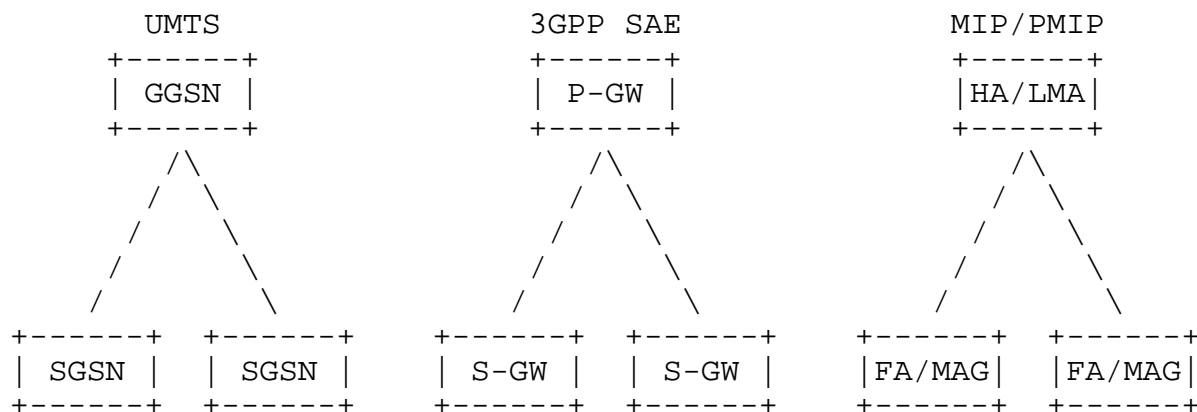 UMTS 3GPP SAE MIP/PMIP
GGSN P-GW HA/LMA
SGSN SGSN S-GW S-GW FA/MAG FA/MAG